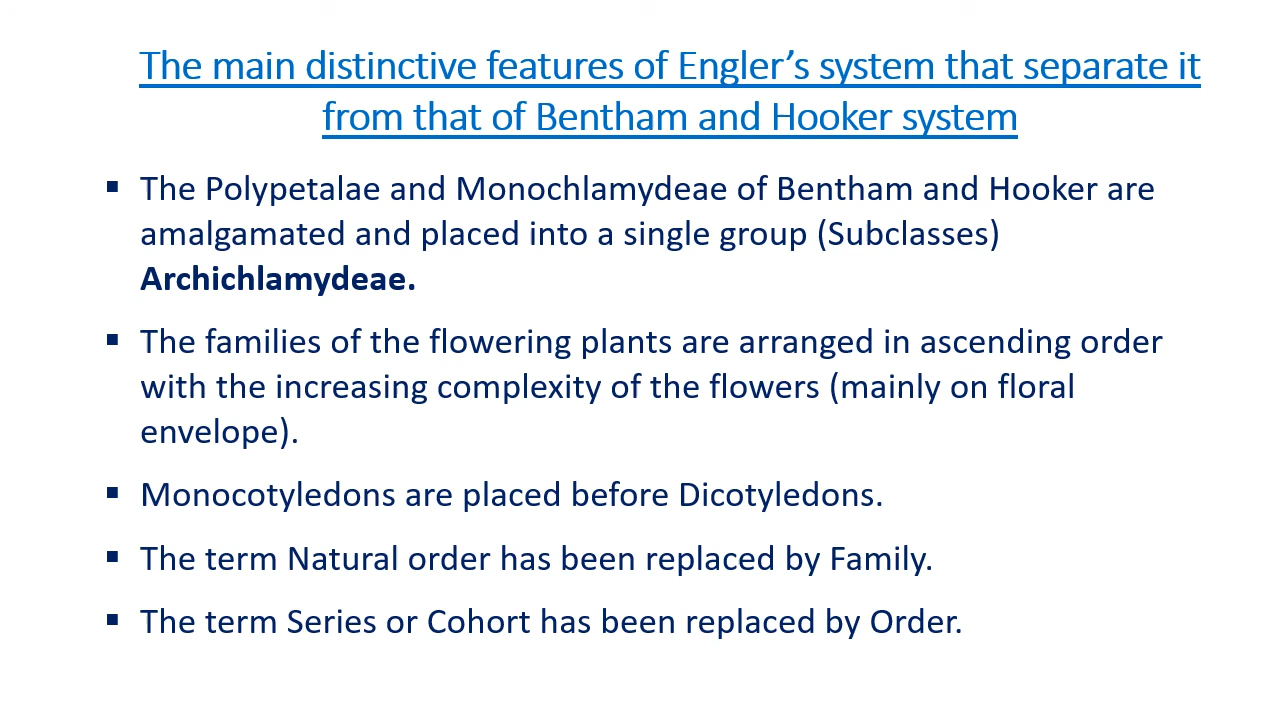 The main distinctive features of Engler’s system that separate it
from that of Bentham and Hooker system
▪ The Polypetalae and Monochlamydeae of Bentham and Hooker are
amalgamated and placed into a single group (Subclasses)
Archichlamydeae.
▪ The families of the flowering plants are arranged in ascending order
with the increasing complexity of the flowers (mainly on floral
envelope).
▪ Monocotyledons are placed before Dicotyledons.
▪ The term Natural order has been replaced by Family.
▪ The term Series or Cohort has been replaced by Order.